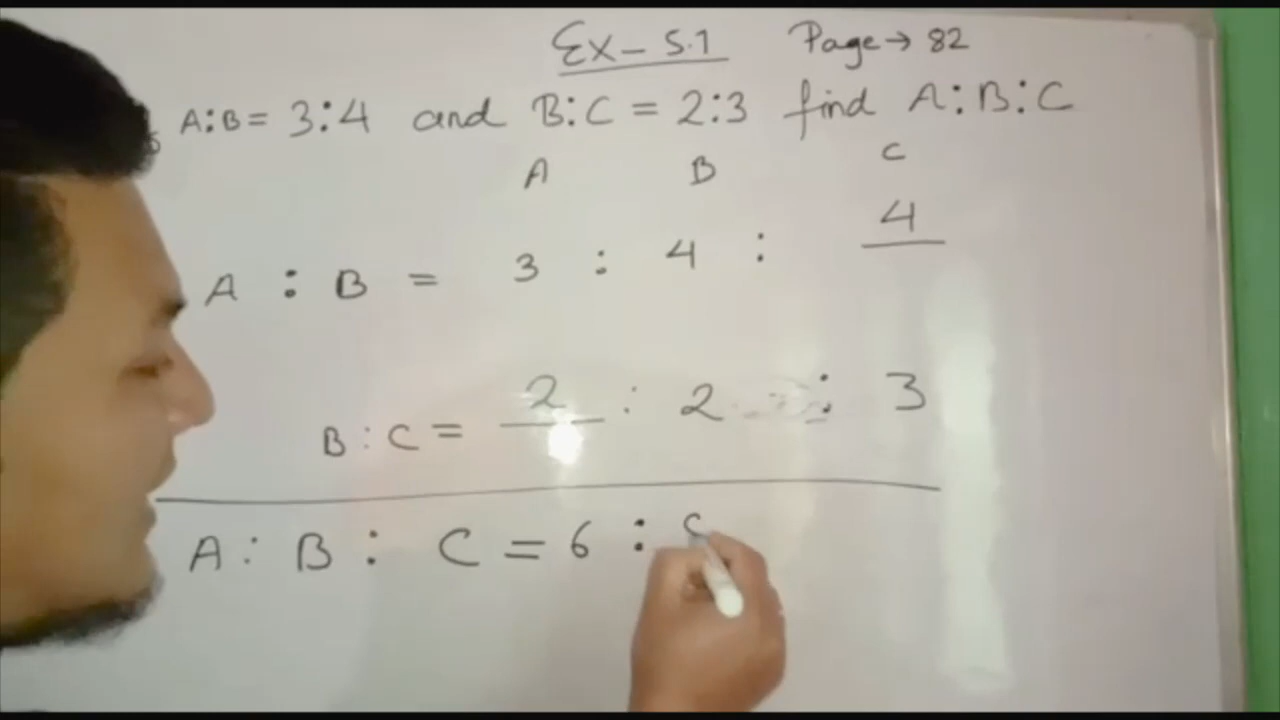 Ex - 5.1 Page → 82
A:B = 3:4 and B:C = 2:3 find A:B:C
A B C
A : B = 3 : 4 : 4
B : C = 2 : 2 : 3
A : B : C = 6 :